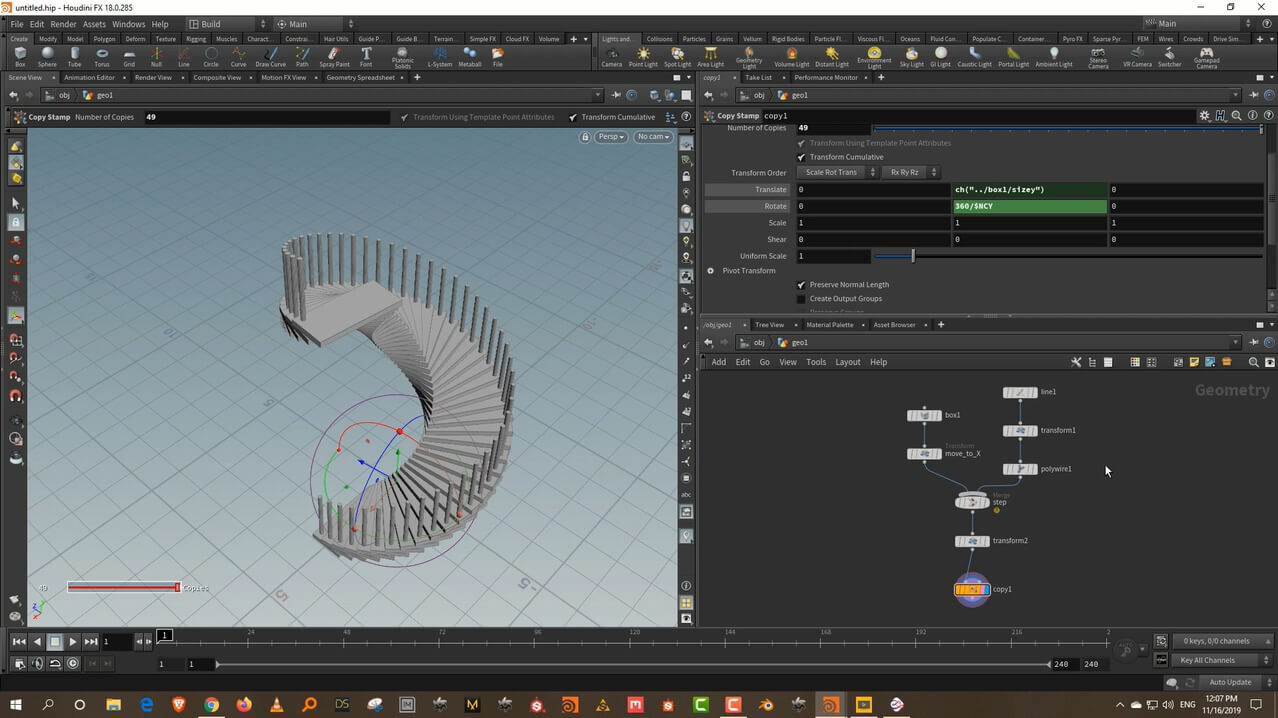 untitled.hip - Houdini FX 18.0.285
File Edit Render Assets Windows Help Build Main Main
Create Modify Model Polygon Deform Texture Rigging Muscles Charact... Constrai... Hair Utils Guide P... Guide B... Terrain... Simple FX Cloud FX Volume
Lights and... Collisions Particles Grains Vellum Rigid Bodies Particle Fl... Viscous Fl... Oceans Fluid Con... Populate C... Container... Pyro FX Sparse Pyr... FEM Wires Crowds Drive Sim...
Box Sphere Tube Torus Grid Null Line Circle Curve Draw Curve Path Spray Paint Font Platonic Solids L-System Metaball File
Camera Point Light Spot Light Area Light Geometry Light Volume Light Distant Light Environment Light Sky Light GI Light Caustic Light Portal Light Ambient Light Stereo Camera VR Camera Switcher Gamepad Camera
Scene View Animation Editor Render View Composite View Motion FX View Geometry Spreadsheet
copy1 Take List Performance Monitor
obj geo1
obj geo1
Copy Stamp Number of Copies 49 Transform Using Template Point Attributes Transform Cumulative
Copy Stamp copy1
Persp No cam
Number of Copies 49
Transform Using Template Point Attributes
Transform Cumulative
Transform Order Scale Rot Trans Rx Ry Rz
Translate 0 ch("../box1/sizey") 0
Rotate 0 360/$NCY 0
Scale 1 1 1
Shear 0 0 0
Uniform Scale 1
Pivot Transform
Preserve Normal Length
Create Output Groups
/obj/geo1 Tree View Material Palette Asset Browser
obj geo1
Add Edit Go View Tools Layout Help
Geometry
line1
box1
transform1
Transform
move_to_X
polywire1
Merge
step
transform2
copy1
49 Copies
abc
1 1 24 48 72 96 120 144 168 192 216 2
0 keys, 0/0 channels
1 1 240 240 Key All Channels
Auto Update
ENG 12:07 PM
11/16/2019